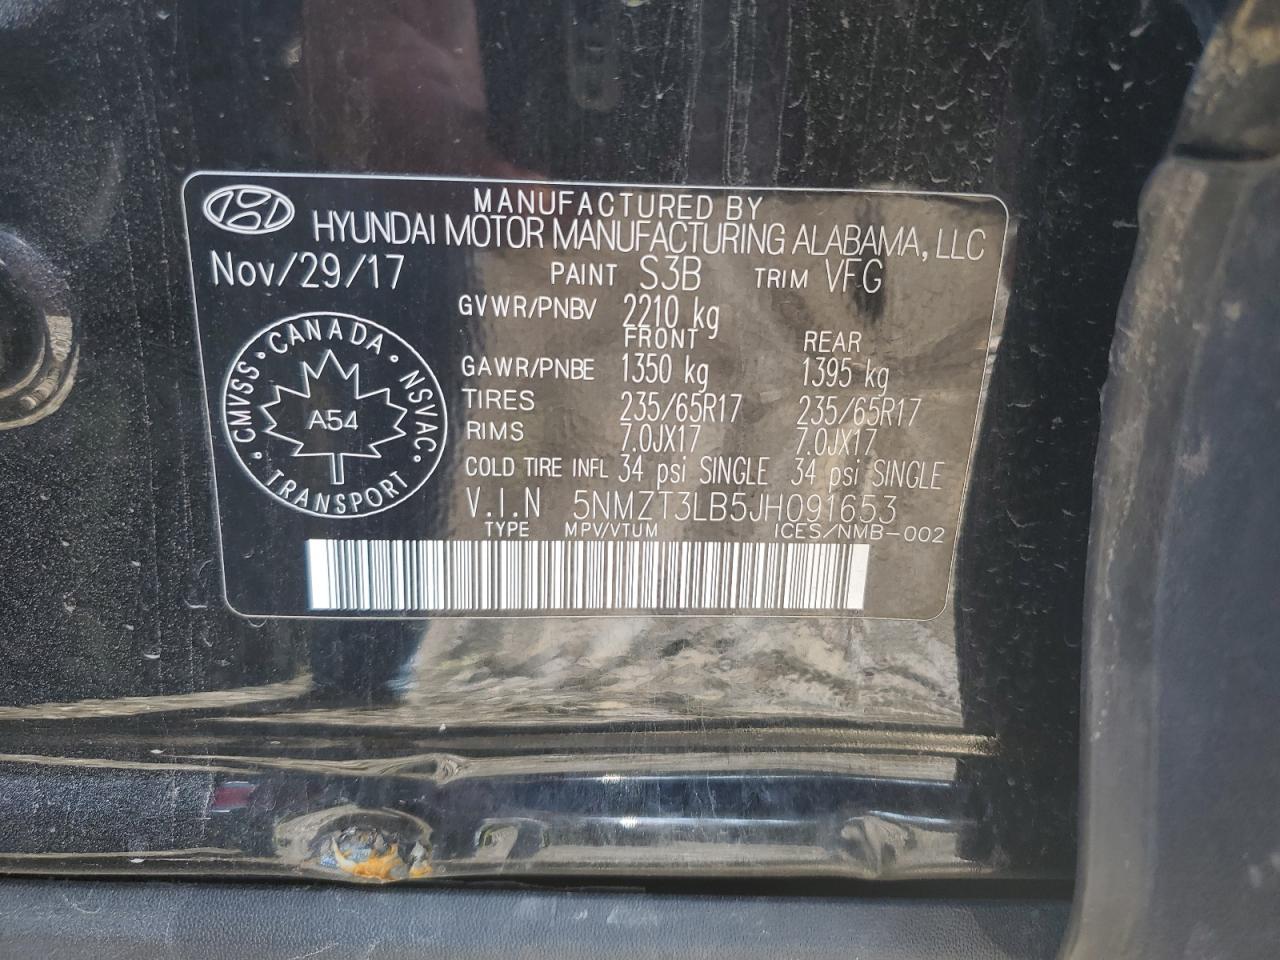 MANUFACTURED BY
HYUNDAI MOTOR MANUFACTURING ALABAMA, LLC
Nov/29/17 PAINT S3B TRIM VFG
GVWR/PNBV 2210 kg
FRONT REAR
GAWR/PNBE 1350 kg 1395 kg
TIRES 235/65R17 235/65R17
RIMS 7.0JX17 7.0JX17
COLD TIRE INFL 34 psi SINGLE 34 psi SINGLE
V.I.N 5NMZT3LB5JH091653
TYPE MPV/VTUM ICES/NMB-002
CMVSS • CANADA • NSVAC • TRANSPORT •
A54